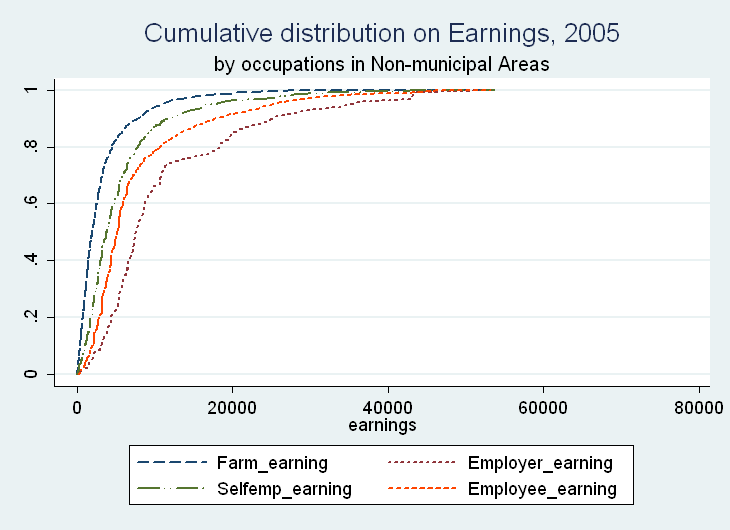 Cumulative distribution on Earnings, 2005
by occupations in Non-municipal Areas
1
.8
.6
.4
.2
0
0 20000 40000 60000 80000
earnings
Farm_earning Employer_earning
Selfemp_earning Employee_earning